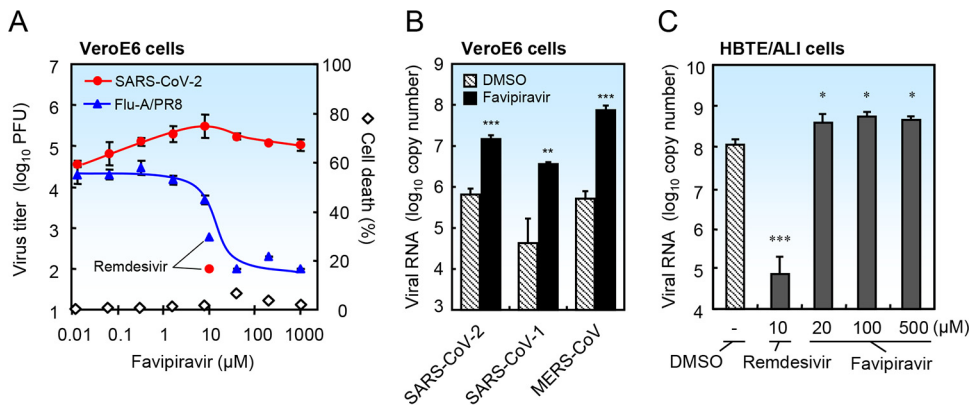 A
VeroE6 cells
Virus titer (log10 PFU)
7
6
5
4
3
2
1
SARS-CoV-2
Flu-A/PR8
Remdesivir
100
80
60
40
20
0
Cell death (%)
0.01 0.1 1 10 100 1000
Favipiravir (µM)
B
VeroE6 cells
Viral RNA (log10 copy number)
9
8
7
6
5
4
3
DMSO
Favipiravir
***
**
***
SARS-CoV-2
SARS-CoV-1
MERS-CoV
C
HBTE/ALI cells
Viral RNA (log10 copy number)
10
9
8
7
6
5
4
***
*
*
*
- 10 20 100 500 (µM)
DMSO Remdesivir Favipiravir